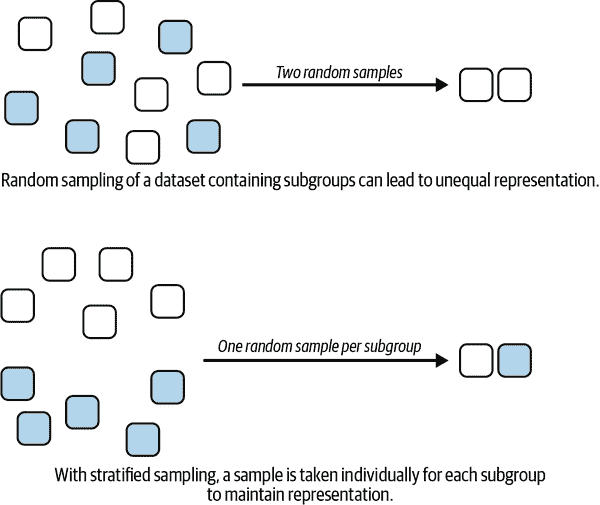 Two random samples
Random sampling of a dataset containing subgroups can lead to unequal representation.
One random sample per subgroup
With stratified sampling, a sample is taken individually for each subgroup
to maintain representation.